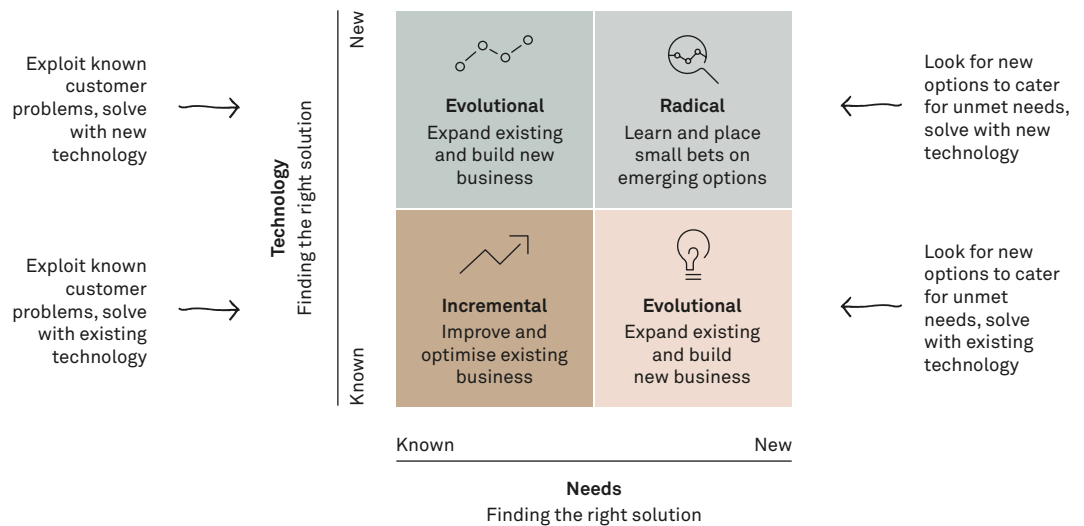 Exploit known
customer
problems, solve
with new
technology
Exploit known
customer
problems, solve
with existing
technology
Technology
Finding the right solution
New
Known
Evolutional
Expand existing
and build new
business
Radical
Learn and place
small bets on
emerging options
Incremental
Improve and
optimise existing
business
Evolutional
Expand existing
and build
new business
Look for new
options to cater
for unmet needs,
solve with new
technology
Look for new
options to cater
for unmet
needs, solve
with existing
technology
Known
New
Needs
Finding the right solution